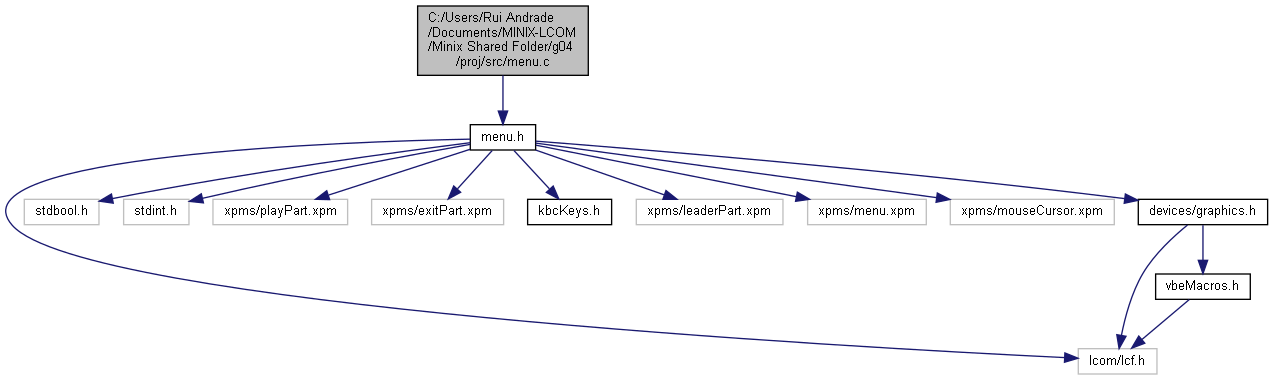 C:/Users/Rui Andrade
/Documents/MINIX-LCOM
/Minix Shared Folder/g04
/proj/src/menu.c
menu.h
stdbool.h
stdint.h
xpms/playPart.xpm
xpms/exitPart.xpm
kbcKeys.h
xpms/leaderPart.xpm
xpms/menu.xpm
xpms/mouseCursor.xpm
devices/graphics.h
vbeMacros.h
lcom/lcf.h